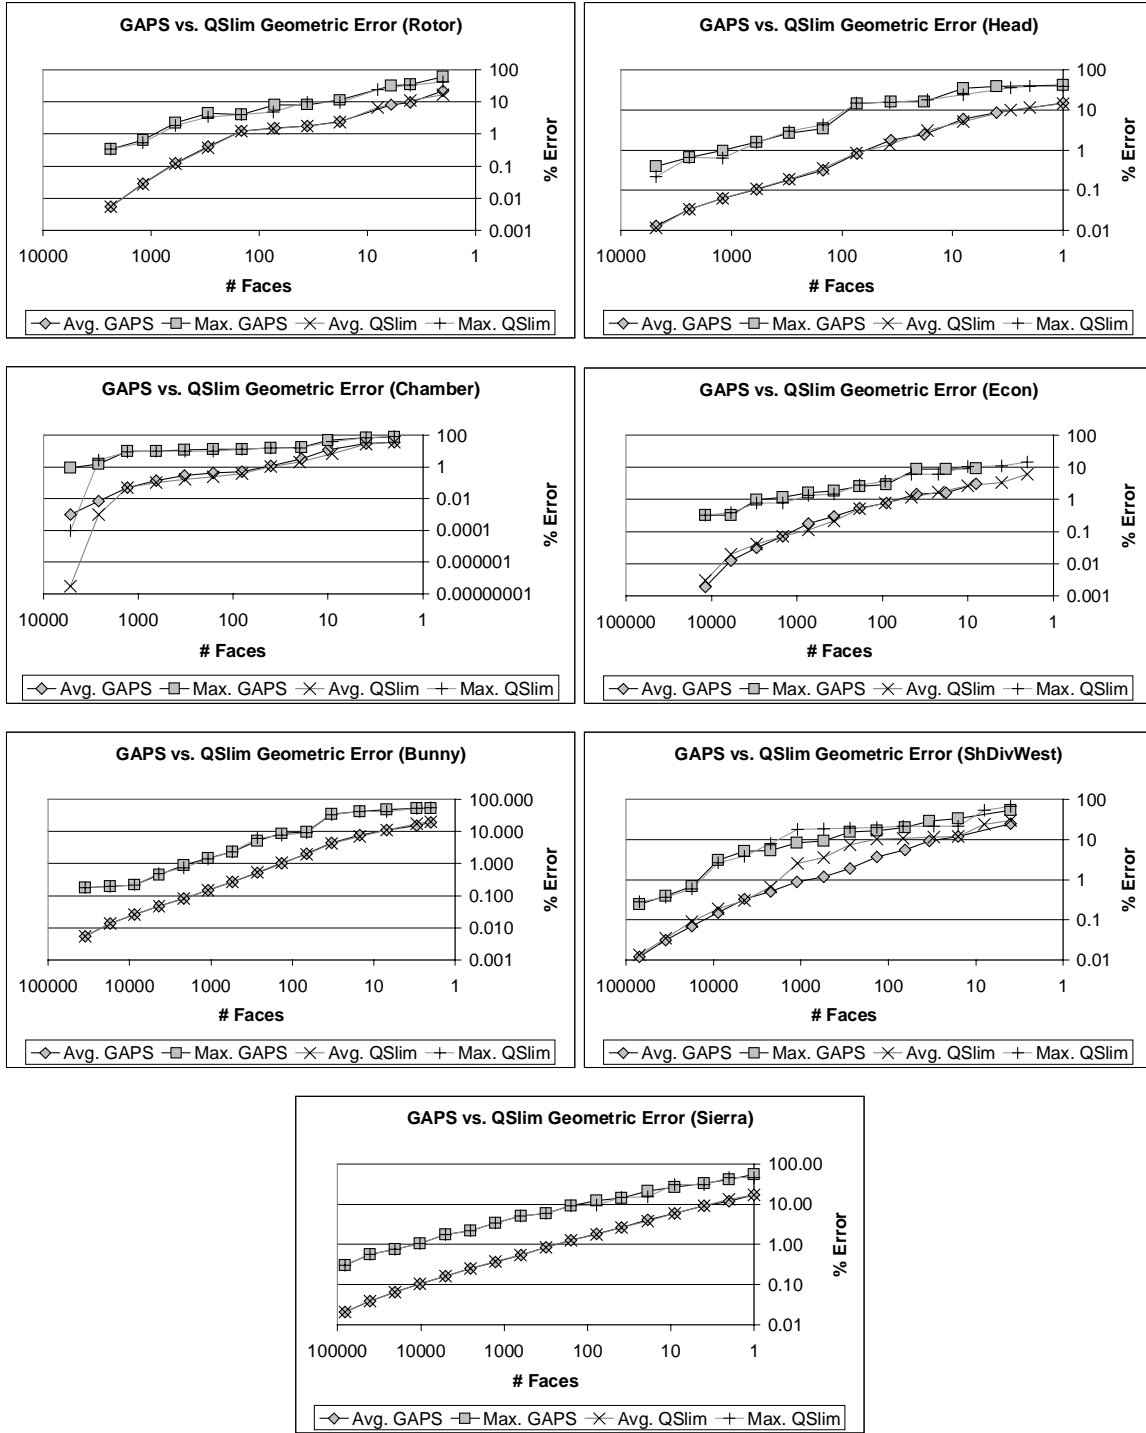 GAPS vs. QSlim Geometric Error (Rotor)
100
10
1
0.1
0.01
0.001
% Error
10000 1000 100 10 1
# Faces
Avg. GAPS Max. GAPS Avg. QSlim Max. QSlim
GAPS vs. QSlim Geometric Error (Head)
100
10
1
0.1
0.01
% Error
10000 1000 100 10 1
# Faces
Avg. GAPS Max. GAPS Avg. QSlim Max. QSlim
GAPS vs. QSlim Geometric Error (Chamber)
100
1
0.01
0.0001
0.000001
0.00000001
% Error
10000 1000 100 10 1
# Faces
Avg. GAPS Max. GAPS Avg. QSlim Max. QSlim
GAPS vs. QSlim Geometric Error (Econ)
100
10
1
0.1
0.01
0.001
% Error
100000 10000 1000 100 10 1
# Faces
Avg. GAPS Max. GAPS Avg. QSlim Max. QSlim
GAPS vs. QSlim Geometric Error (Bunny)
100.000
10.000
1.000
0.100
0.010
0.001
% Error
100000 10000 1000 100 10 1
# Faces
Avg. GAPS Max. GAPS Avg. QSlim Max. QSlim
GAPS vs. QSlim Geometric Error (ShDivWest)
100
10
1
0.1
0.01
% Error
100000 10000 1000 100 10 1
# Faces
Avg. GAPS Max. GAPS Avg. QSlim Max. QSlim
GAPS vs. QSlim Geometric Error (Sierra)
100.00
10.00
1.00
0.10
0.01
% Error
100000 10000 1000 100 10 1
# Faces
Avg. GAPS Max. GAPS Avg. QSlim Max. QSlim